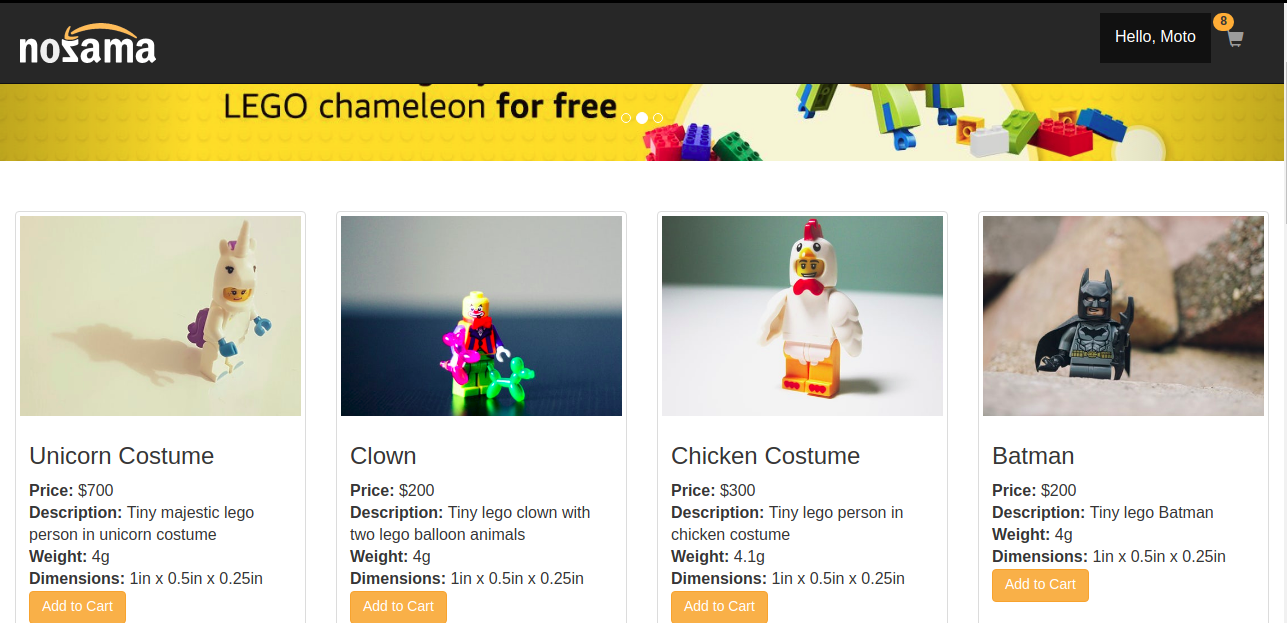 nozama
Hello, Moto
8
LEGO chameleon for free
Unicorn Costume
Price: $700
Description: Tiny majestic lego
person in unicorn costume
Weight: 4g
Dimensions: 1in x 0.5in x 0.25in
Add to Cart
Clown
Price: $200
Description: Tiny lego clown with
two lego balloon animals
Weight: 4g
Dimensions: 1in x 0.5in x 0.25in
Add to Cart
Chicken Costume
Price: $300
Description: Tiny lego person in
chicken costume
Weight: 4.1g
Dimensions: 1in x 0.5in x 0.25in
Add to Cart
Batman
Price: $200
Description: Tiny lego Batman
Weight: 4g
Dimensions: 1in x 0.5in x 0.25in
Add to Cart